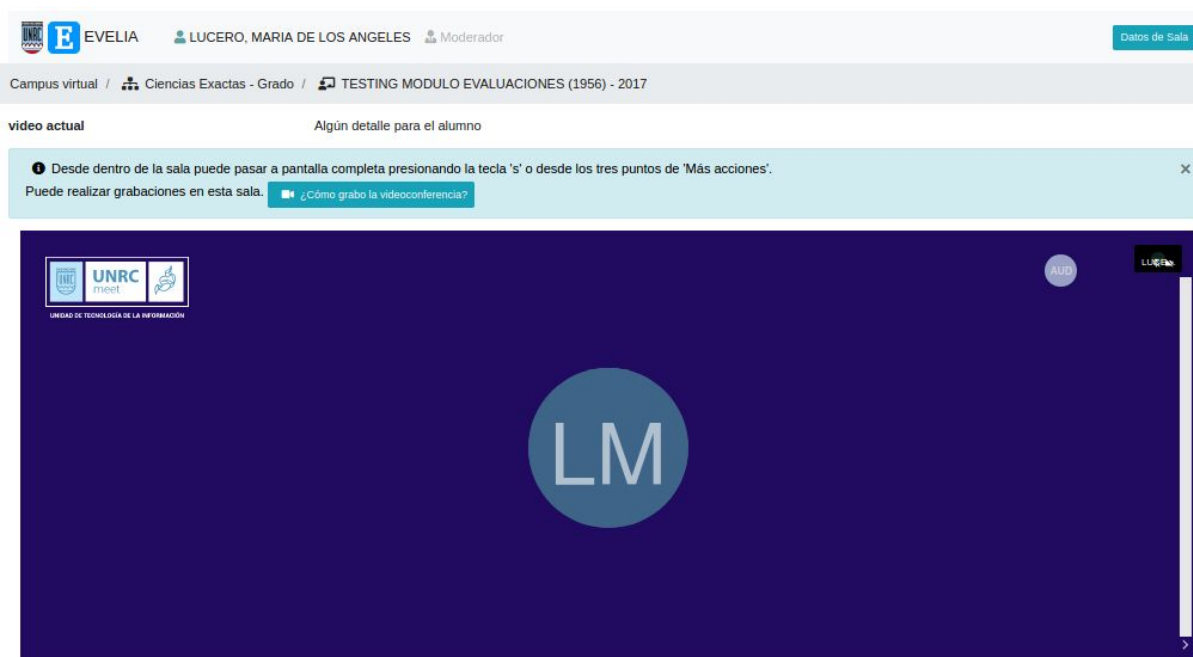 UNRC E EVELIA LUCERO, MARIA DE LOS ANGELES Moderador Datos de Sala
Campus virtual / Ciencias Exactas - Grado / TESTING MODULO EVALUACIONES (1956) - 2017
video actual Algún detalle para el alumno
Desde dentro de la sala puede pasar a pantalla completa presionando la tecla 's' o desde los tres puntos de 'Más acciones'. ×
Puede realizar grabaciones en esta sala. ¿Cómo grabo la videoconferencia?
UNRC UNRC
meet
UNIDAD DE TECNOLOGÍA DE LA INFORMACIÓN
AUD
LM